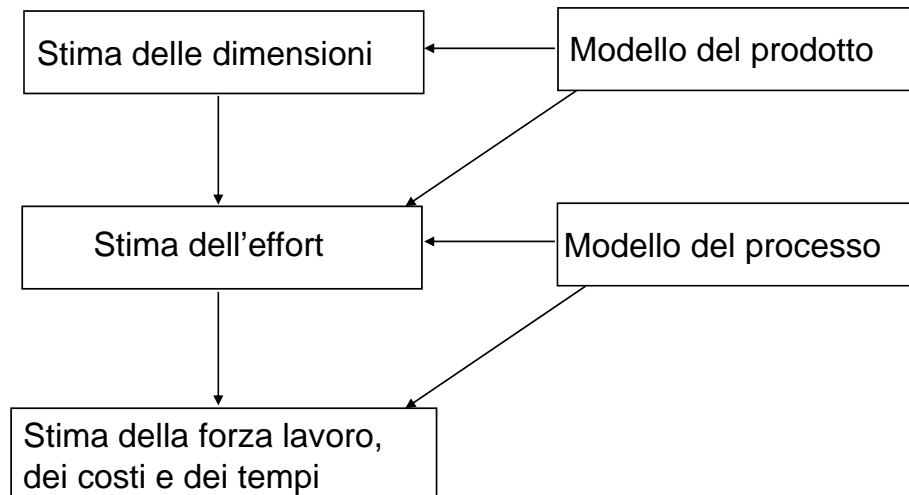 Stima delle dimensioni
Modello del prodotto
Stima dell’effort
Modello del processo
Stima della forza lavoro,
dei costi e dei tempi